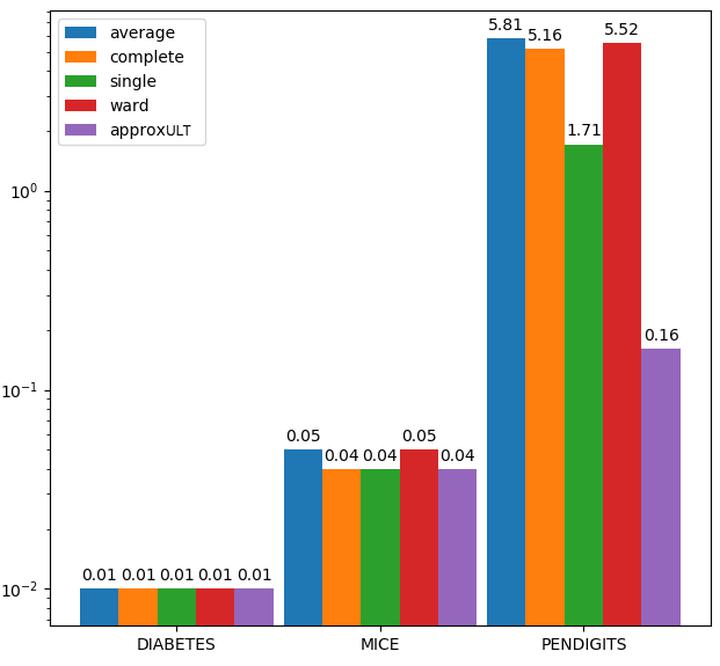 average
complete
single
ward
approxULT
5.81
5.16
1.71
5.52
0.16
0.05
0.04
0.04
0.05
0.04
0.01
0.01
0.01
0.01
0.01
10⁰
10⁻¹
10⁻²
DIABETES
MICE
PENDIGITS